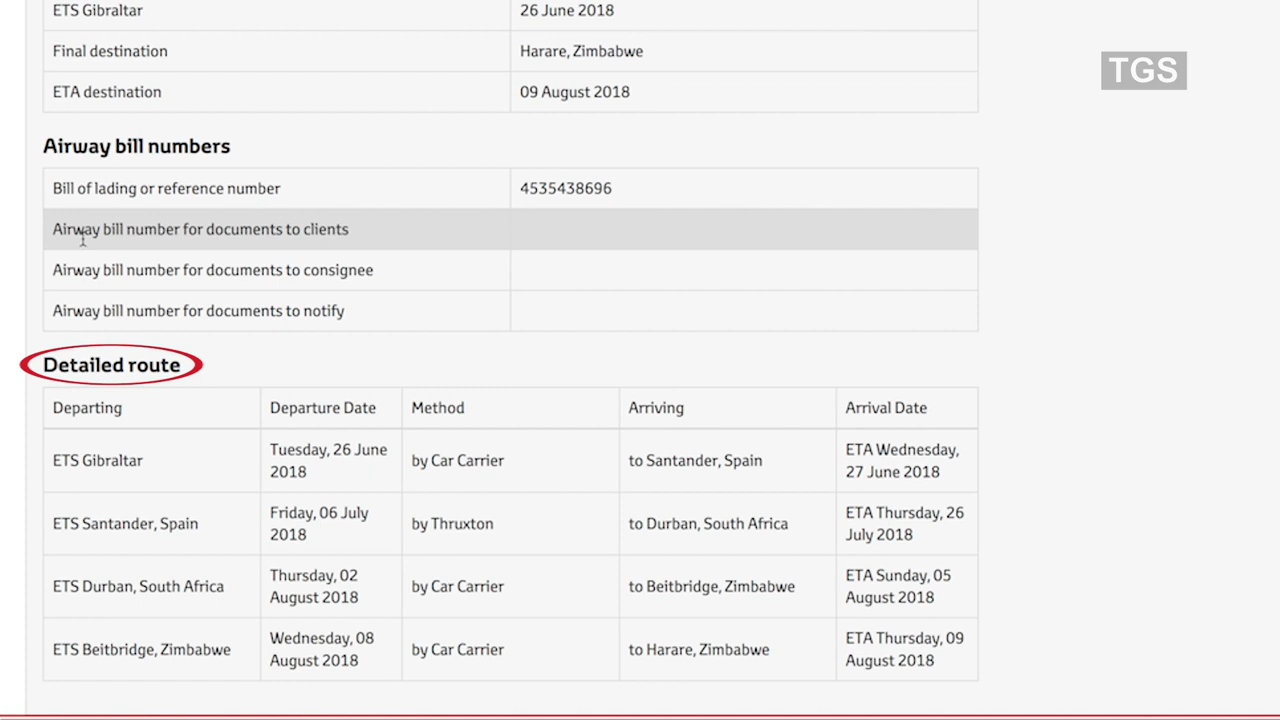 ETS Gibraltar 26 June 2018
Final destination Harare, Zimbabwe
ETA destination 09 August 2018
TGS
Airway bill numbers
Bill of lading or reference number 4535438696
Airway bill number for documents to clients
Airway bill number for documents to consignee
Airway bill number for documents to notify
Detailed route
Departing Departure Date Method Arriving Arrival Date
ETS Gibraltar
Tuesday, 26 June
2018
by Car Carrier
to Santander, Spain
ETA Wednesday,
27 June 2018
ETS Santander, Spain
Friday, 06 July
2018
by Thruxton
to Durban, South Africa
ETA Thursday, 26
July 2018
ETS Durban, South Africa
Thursday, 02
August 2018
by Car Carrier
to Beitbridge, Zimbabwe
ETA Sunday, 05
August 2018
ETS Beitbridge, Zimbabwe
Wednesday, 08
August 2018
by Car Carrier
to Harare, Zimbabwe
ETA Thursday, 09
August 2018